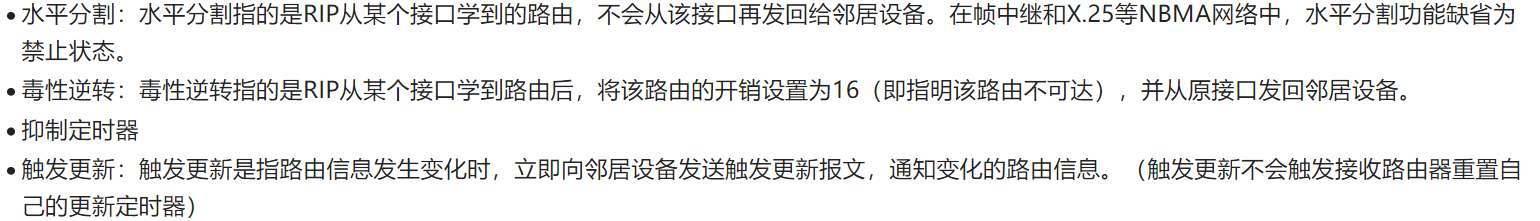 • 水平分割：水平分割指的是RIP从某个接口学到的路由，不会从该接口再发回给邻居设备。在帧中继和X.25等NBMA网络中，水平分割功能缺省为
禁止状态。
• 毒性逆转：毒性逆转指的是RIP从某个接口学到路由后，将该路由的开销设置为16（即指明该路由不可达），并从原接口发回邻居设备。
• 抑制定时器
• 触发更新：触发更新是指路由信息发生变化时，立即向邻居设备发送触发更新报文，通知变化的路由信息。（触发更新不会触发接收路由器重置自
己的更新定时器）